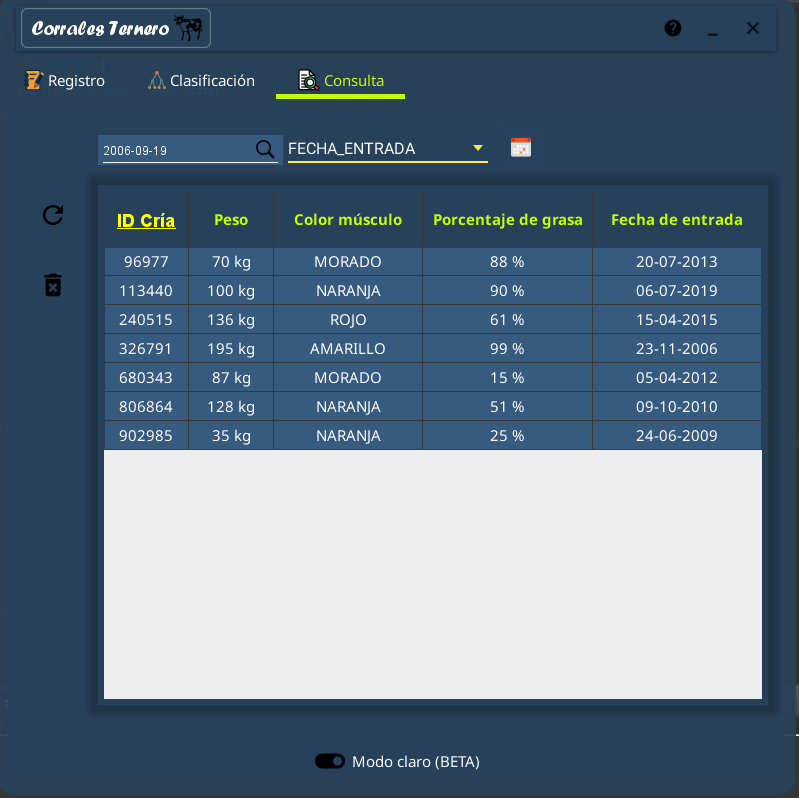 Corrales Ternero
Registro Clasificación Consulta
2006-09-19 FECHA_ENTRADA
ID Cría Peso Color músculo Porcentaje de grasa Fecha de entrada
96977 70 kg MORADO 88 % 20-07-2013
113440 100 kg NARANJA 90 % 06-07-2019
240515 136 kg ROJO 61 % 15-04-2015
326791 195 kg AMARILLO 99 % 23-11-2006
680343 87 kg MORADO 15 % 05-04-2012
806864 128 kg NARANJA 51 % 09-10-2010
902985 35 kg NARANJA 25 % 24-06-2009
Modo claro (BETA)